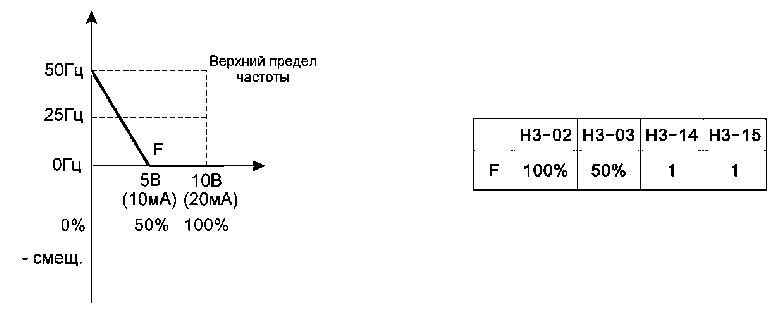 50Гц
Верхний предел
частоты
25Гц
F
0Гц
5В 10В
(10мА) (20мА)
0% 50% 100%
- смещ.
H3-02 H3-03 H3-14 H3-15
F 100% 50% 1 1